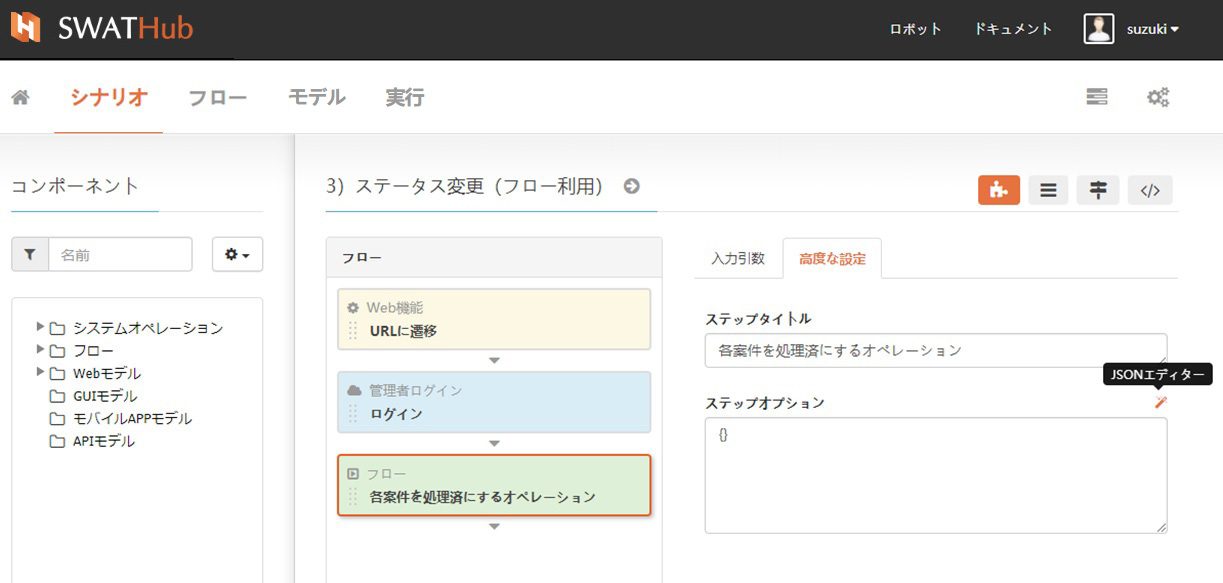 SWATHub
ロボット
ドキュメント
suzuki
シナリオ
フロー
モデル
実行
コンポーネント
3) ステータス変更（フロー利用）
名前
フロー
入力引数
高度な設定
Web機能
URLに遷移
システムオペレーション
フロー
Webモデル
GUIモデル
モバイルAPPモデル
APIモデル
管理者ログイン
ログイン
フロー
各案件を処理済にするオペレーション
ステップタイトル
各案件を処理済にするオペレーション
JSONエディター
ステップオプション
{}